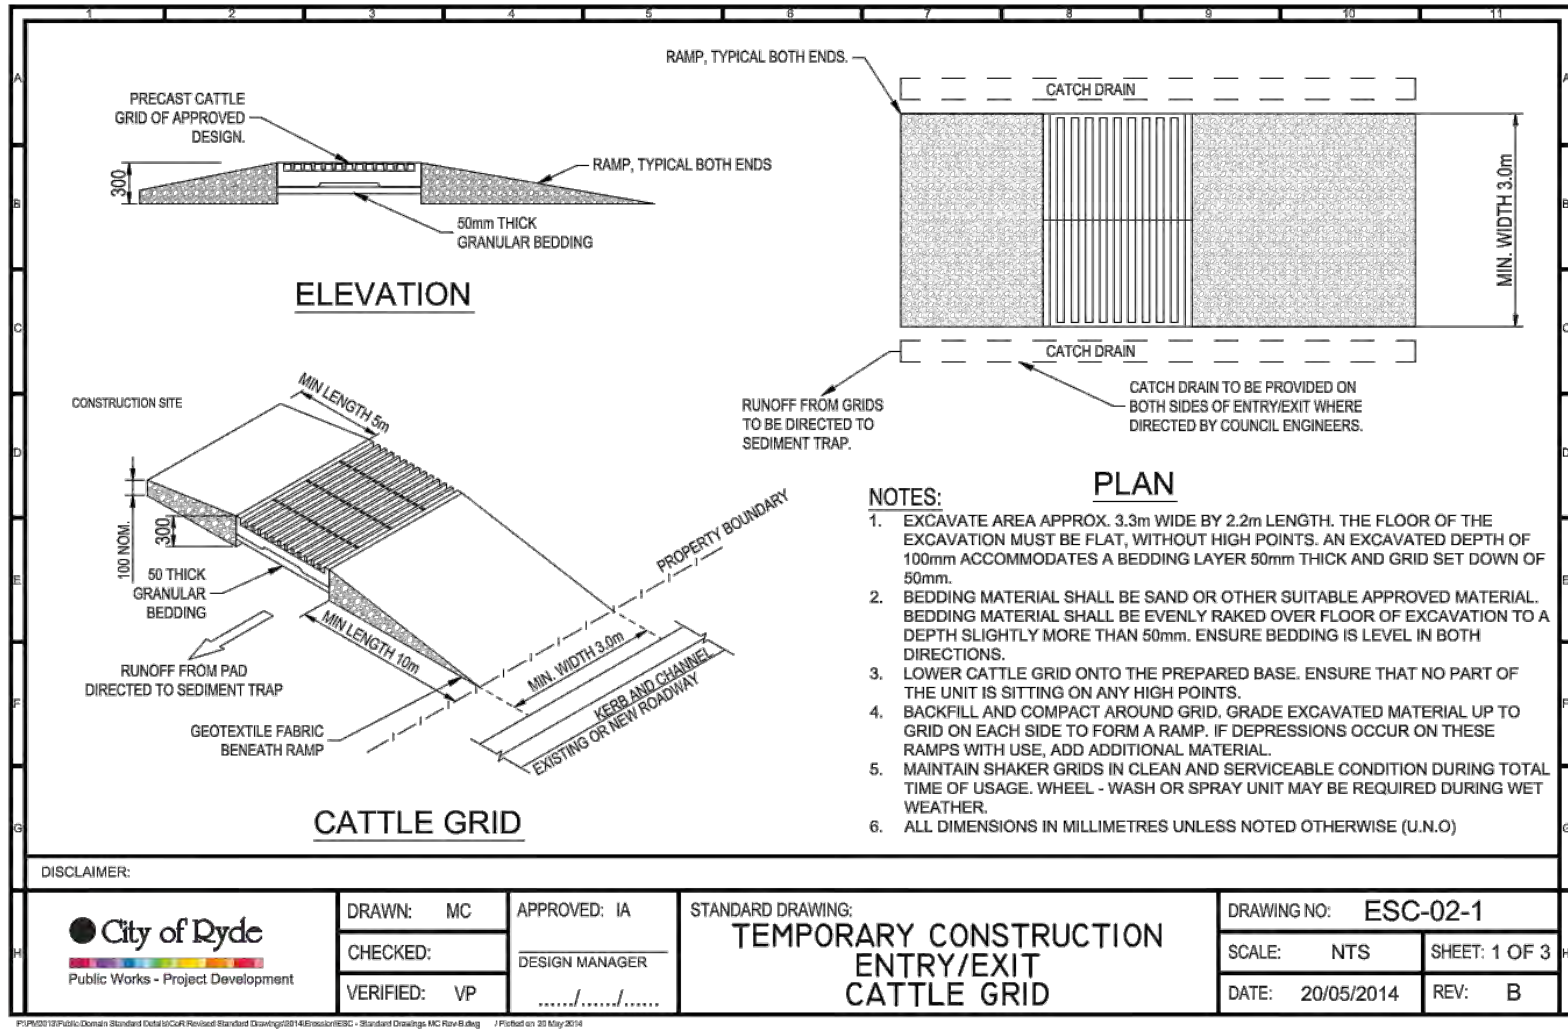 1 2 3 4 5 6 7 8 9 10 11
A
B
C
D
E
F
G
H
RAMP, TYPICAL BOTH ENDS.
CATCH DRAIN
PRECAST CATTLE
GRID OF APPROVED
DESIGN.
RAMP, TYPICAL BOTH ENDS
300
50mm THICK
GRANULAR BEDDING
ELEVATION
MIN. WIDTH 3.0m
CATCH DRAIN
RUNOFF FROM GRIDS
TO BE DIRECTED TO
SEDIMENT TRAP.
CATCH DRAIN TO BE PROVIDED ON
BOTH SIDES OF ENTRY/EXIT WHERE
DIRECTED BY COUNCIL ENGINEERS.
PLAN
CONSTRUCTION SITE
MIN LENGTH 5m
100 NOM.
300
50 THICK
GRANULAR
BEDDING
RUNOFF FROM PAD
DIRECTED TO SEDIMENT TRAP
MIN LENGTH 10m
GEOTEXTILE FABRIC
BENEATH RAMP
PROPERTY BOUNDARY
MIN. WIDTH 3.0m
KERB AND CHANNEL
EXISTING OR NEW ROADWAY
CATTLE GRID
NOTES:
1. EXCAVATE AREA APPROX. 3.3m WIDE BY 2.2m LENGTH. THE FLOOR OF THE
EXCAVATION MUST BE FLAT, WITHOUT HIGH POINTS. AN EXCAVATED DEPTH OF
100mm ACCOMMODATES A BEDDING LAYER 50mm THICK AND GRID SET DOWN OF
50mm.
2. BEDDING MATERIAL SHALL BE SAND OR OTHER SUITABLE APPROVED MATERIAL.
BEDDING MATERIAL SHALL BE EVENLY RAKED OVER FLOOR OF EXCAVATION TO A
DEPTH SLIGHTLY MORE THAN 50mm. ENSURE BEDDING IS LEVEL IN BOTH
DIRECTIONS.
3. LOWER CATTLE GRID ONTO THE PREPARED BASE. ENSURE THAT NO PART OF
THE UNIT IS SITTING ON ANY HIGH POINTS.
4. BACKFILL AND COMPACT AROUND GRID. GRADE EXCAVATED MATERIAL UP TO
GRID ON EACH SIDE TO FORM A RAMP. IF DEPRESSIONS OCCUR ON THESE
RAMPS WITH USE, ADD ADDITIONAL MATERIAL.
5. MAINTAIN SHAKER GRIDS IN CLEAN AND SERVICEABLE CONDITION DURING TOTAL
TIME OF USAGE. WHEEL - WASH OR SPRAY UNIT MAY BE REQUIRED DURING WET
WEATHER.
6. ALL DIMENSIONS IN MILLIMETRES UNLESS NOTED OTHERWISE (U.N.O)
DISCLAIMER:
City of Ryde
Public Works - Project Development
DRAWN: MC
CHECKED:
VERIFIED: VP
APPROVED: IA
DESIGN MANAGER
....../....../......
STANDARD DRAWING:
TEMPORARY CONSTRUCTION
ENTRY/EXIT
CATTLE GRID
DRAWING NO: ESC-02-1
SCALE: NTS
SHEET: 1 OF 3
DATE: 20/05/2014
REV: B
/ Plotted on 20 May 2014